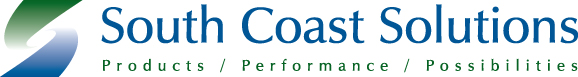 South Coast Solutions
Products / Performance / Possibilities